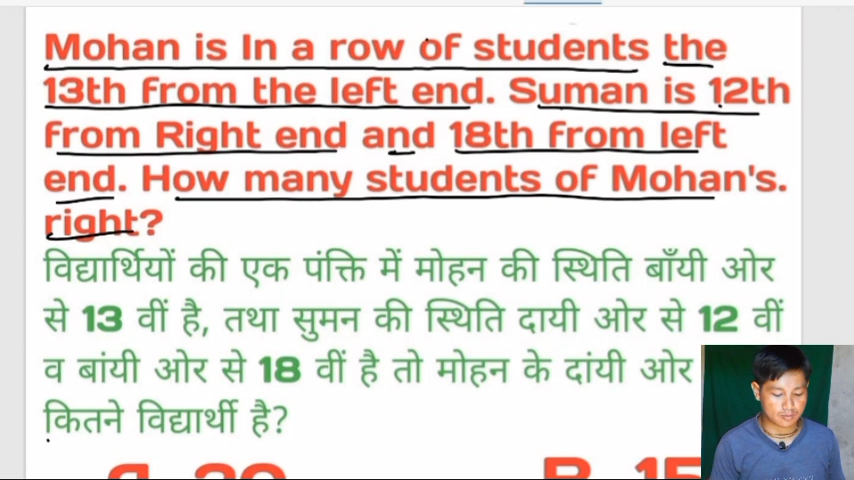 Mohan is In a row of students the
13th from the left end. Suman is 12th
from Right end and 18th from left
end. How many students of Mohan's.
right?
विद्यार्थियों की एक पंक्ति में मोहन की स्थिति बाँयी ओर
से 13 वीं है, तथा सुमन की स्थिति दायी ओर से 12 वीं
व बांयी ओर से 18 वीं है तो मोहन के दांयी ओर
कितने विद्यार्थी है?